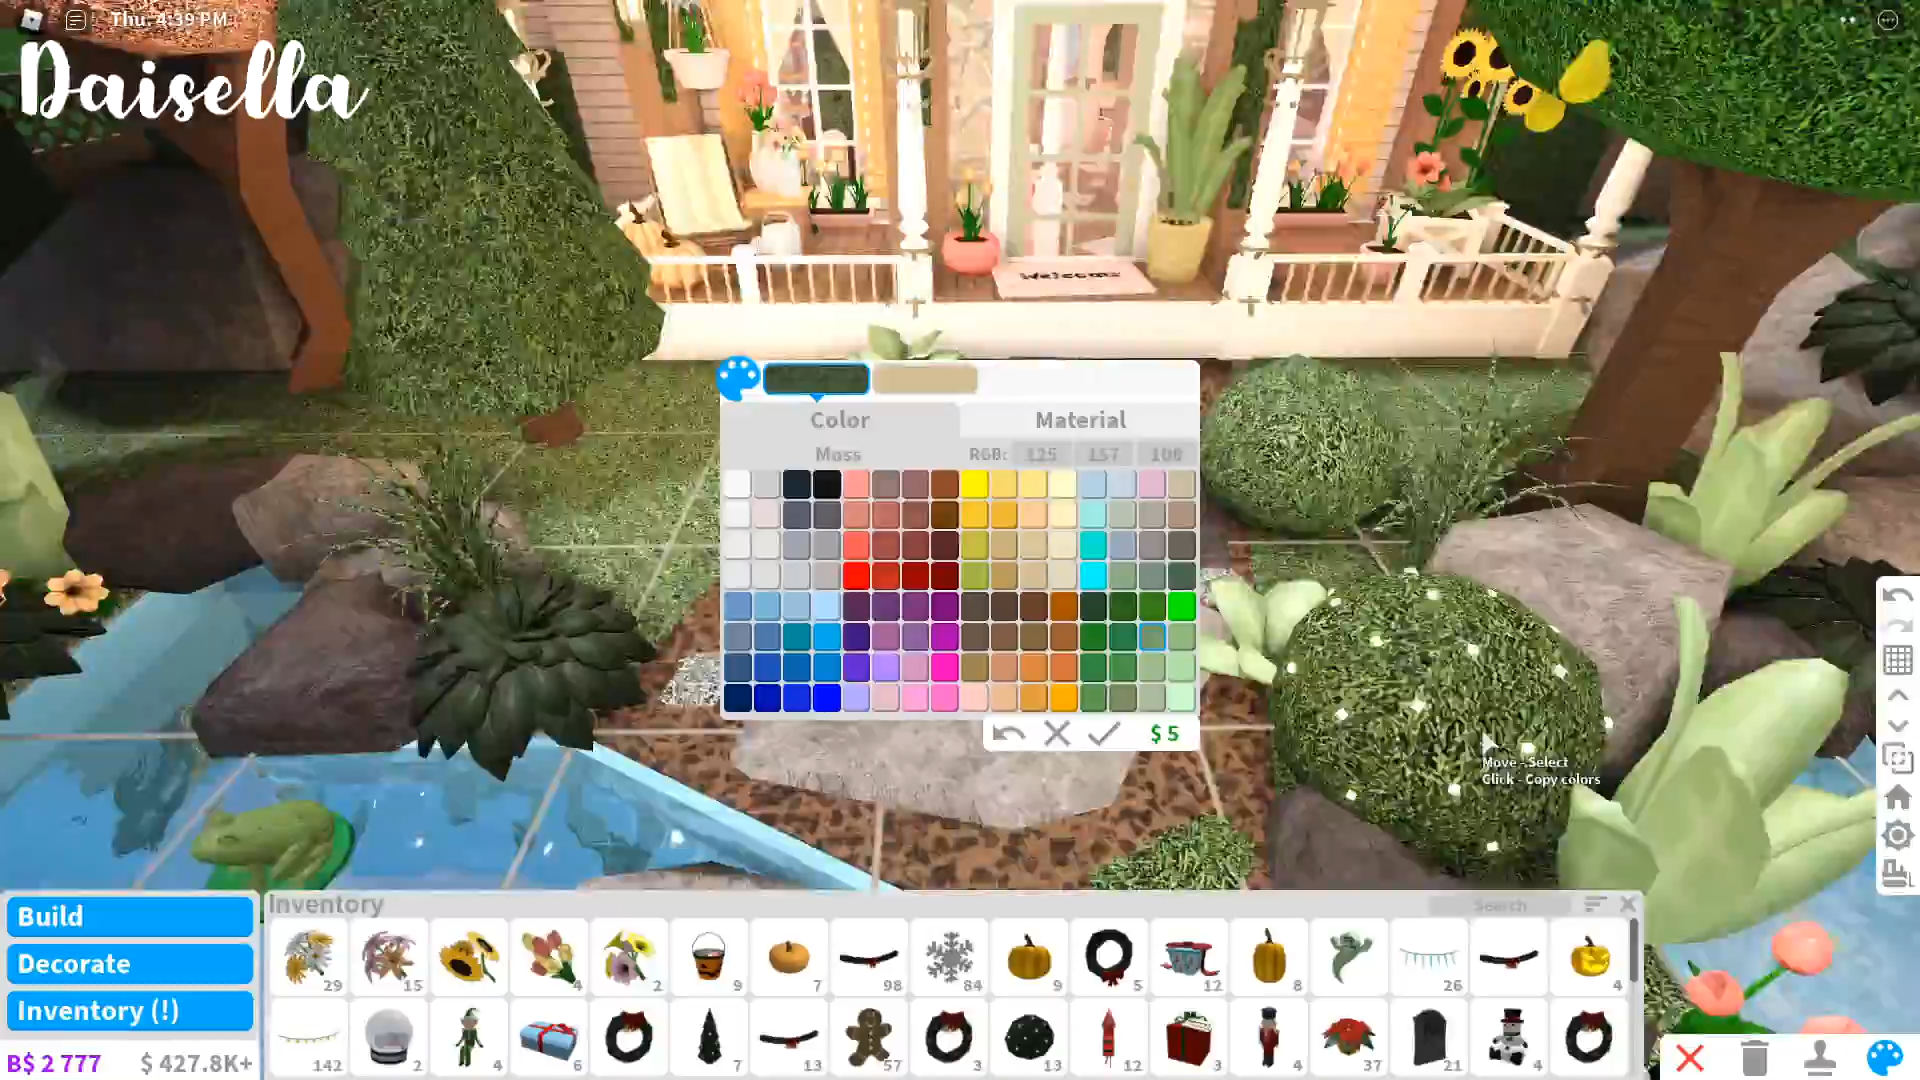 Thu. 4:39 PM
Daisella
Welcome
Color
Material
Moss
RGB: 125 157 108
$ 5
Move - Select
Click - Copy colors
Build
Decorate
Inventory (!)
B$ 2 777
$ 427.8K+
Inventory
Search
29 15 4 2 9 7 98 84 9 5 12 8 26 4
142 2 4 6 7 13 57 3 13 12 3 4 37 21 4